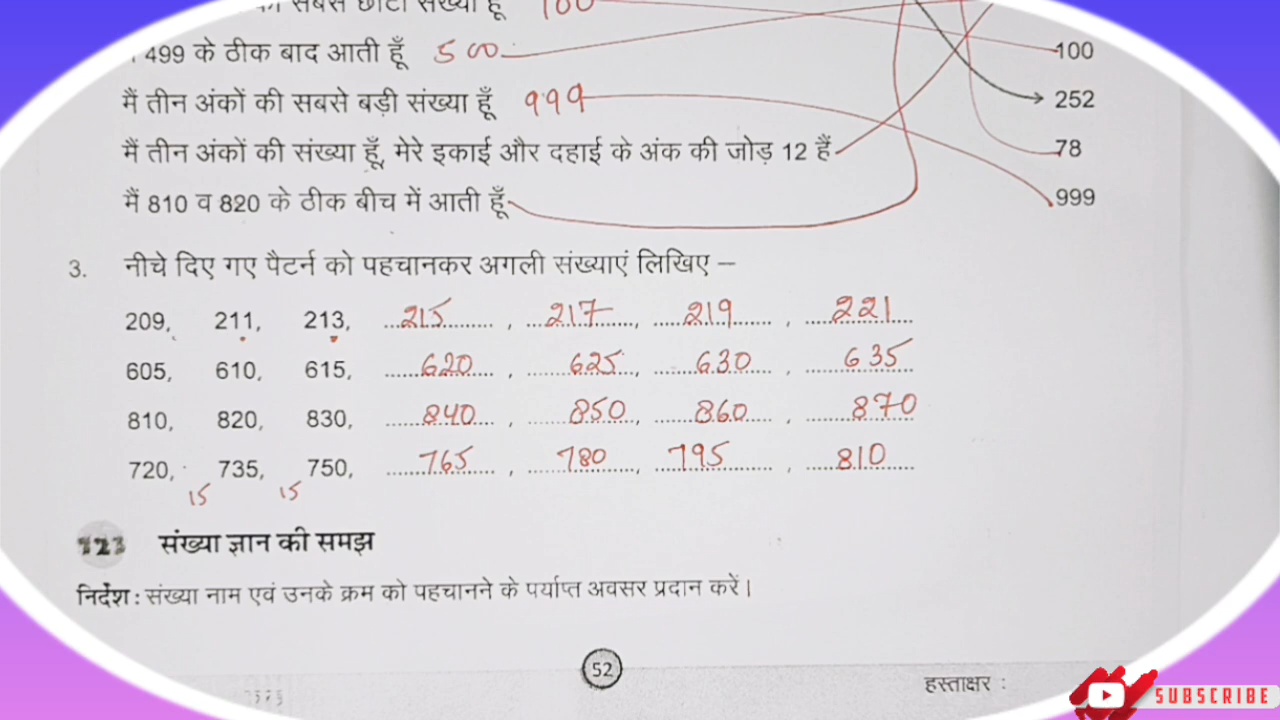 सबसे छोटी संख्या हूँ 100
499 के ठीक बाद आती हूँ 500 100
मैं तीन अंकों की सबसे बड़ी संख्या हूँ 999 252
मैं तीन अंकों की संख्या हूँ, मेरे इकाई और दहाई के अंक की जोड़ 12 हैं 78
मैं 810 व 820 के ठीक बीच में आती हूँ 999
3. नीचे दिए गए पैटर्न को पहचानकर अगली संख्याएं लिखिए –
209, 211, 213, 215, 217, 219, 221
605, 610, 615, 620, 625, 630, 635
810, 820, 830, 840, 850, 860, 870
720, 735, 750, 765, 780, 795, 810
15 15
संख्या ज्ञान की समझ
निर्देश : संख्या नाम एवं उनके क्रम को पहचानने के पर्याप्त अवसर प्रदान करें।
52
हस्ताक्षर :
SUBSCRIBE